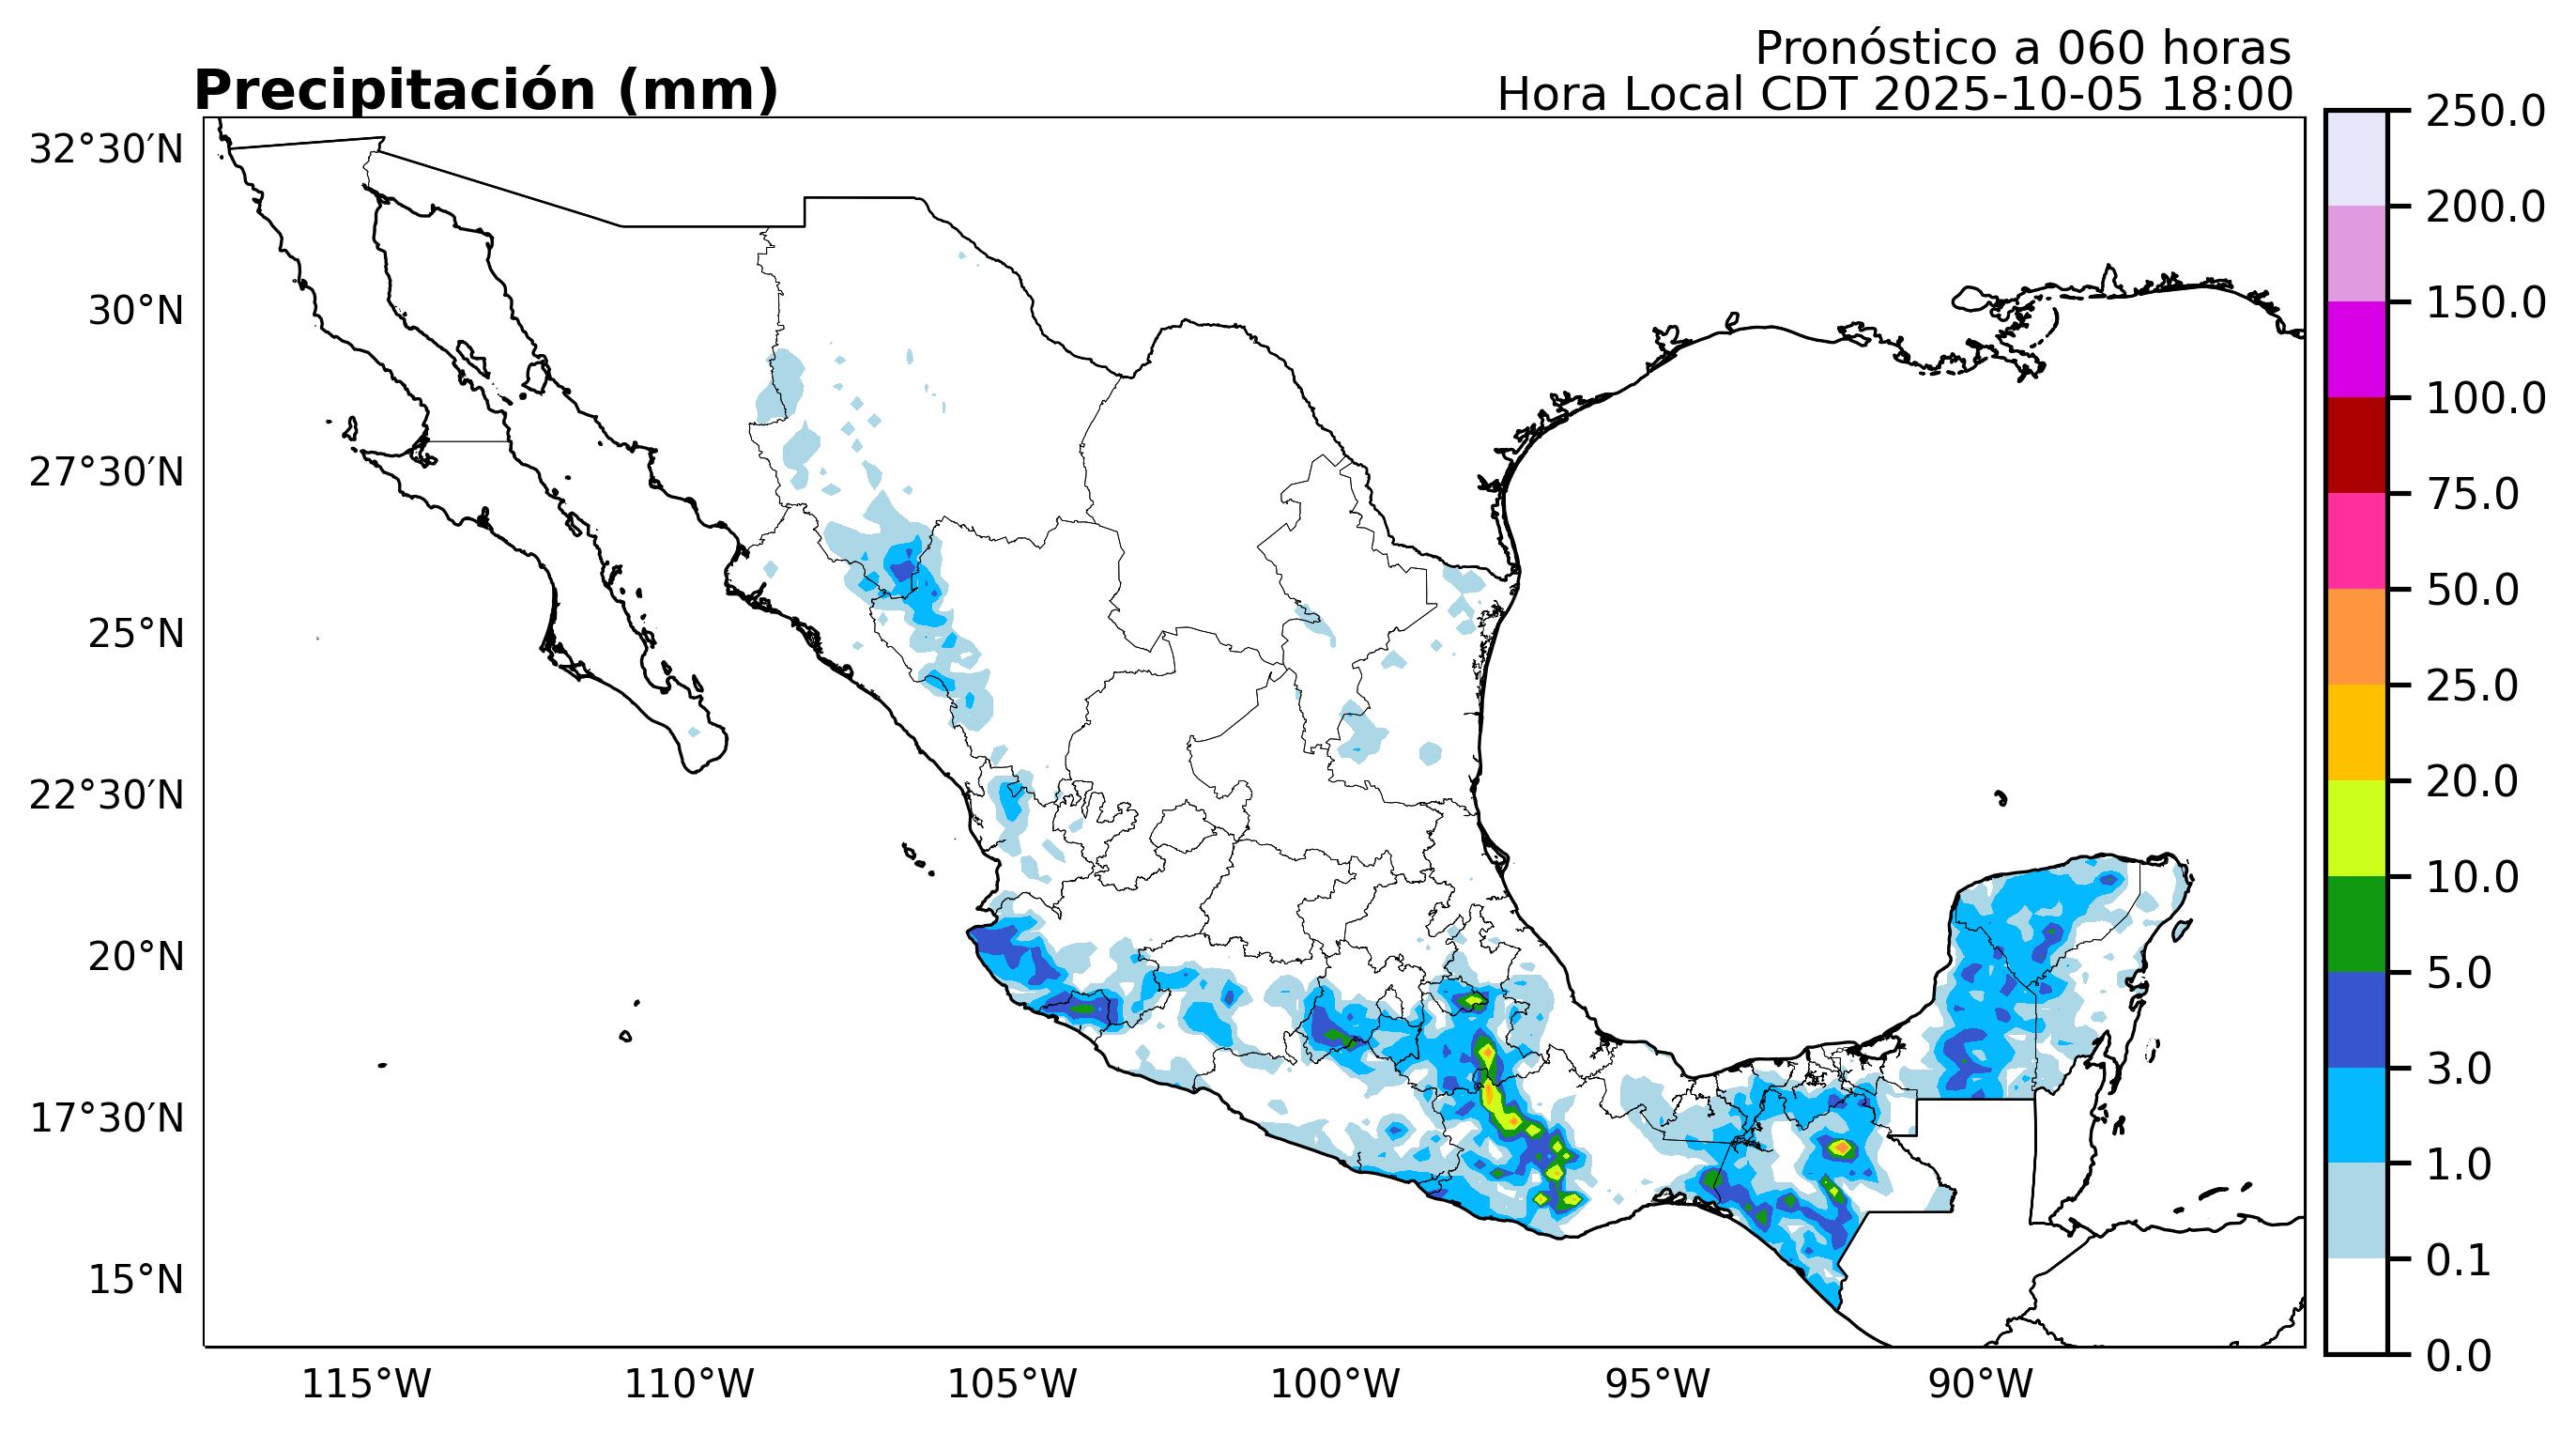 Pronóstico a 060 horas
Precipitación (mm)
Hora Local CDT 2025-10-05 18:00
32°30′N
30°N
27°30′N
25°N
22°30′N
20°N
17°30′N
15°N
115°W
110°W
105°W
100°W
95°W
90°W
250.0
200.0
150.0
100.0
75.0
50.0
25.0
20.0
10.0
5.0
3.0
1.0
0.1
0.0